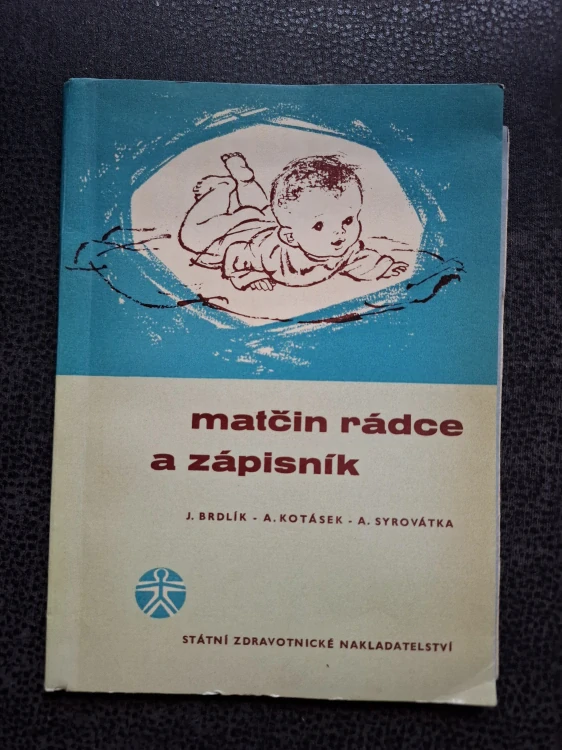 matčin rádce
a zápisník
J. BRDLÍK - A. KOTÁSEK - A. SYROVÁTKA
STÁTNÍ ZDRAVOTNICKÉ NAKLADATELSTVÍ